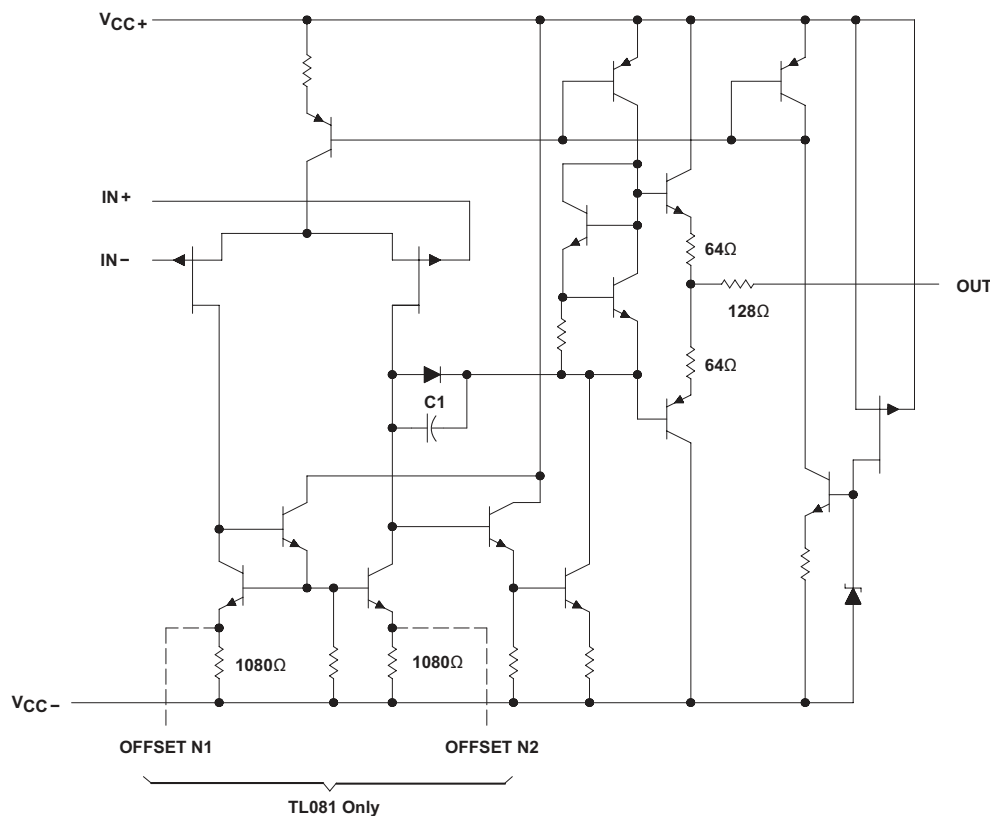 VCC+
IN+
IN−
64Ω
OUT
128Ω
64Ω
C1
1080Ω
1080Ω
VCC−
OFFSET N1
OFFSET N2
TL081 Only